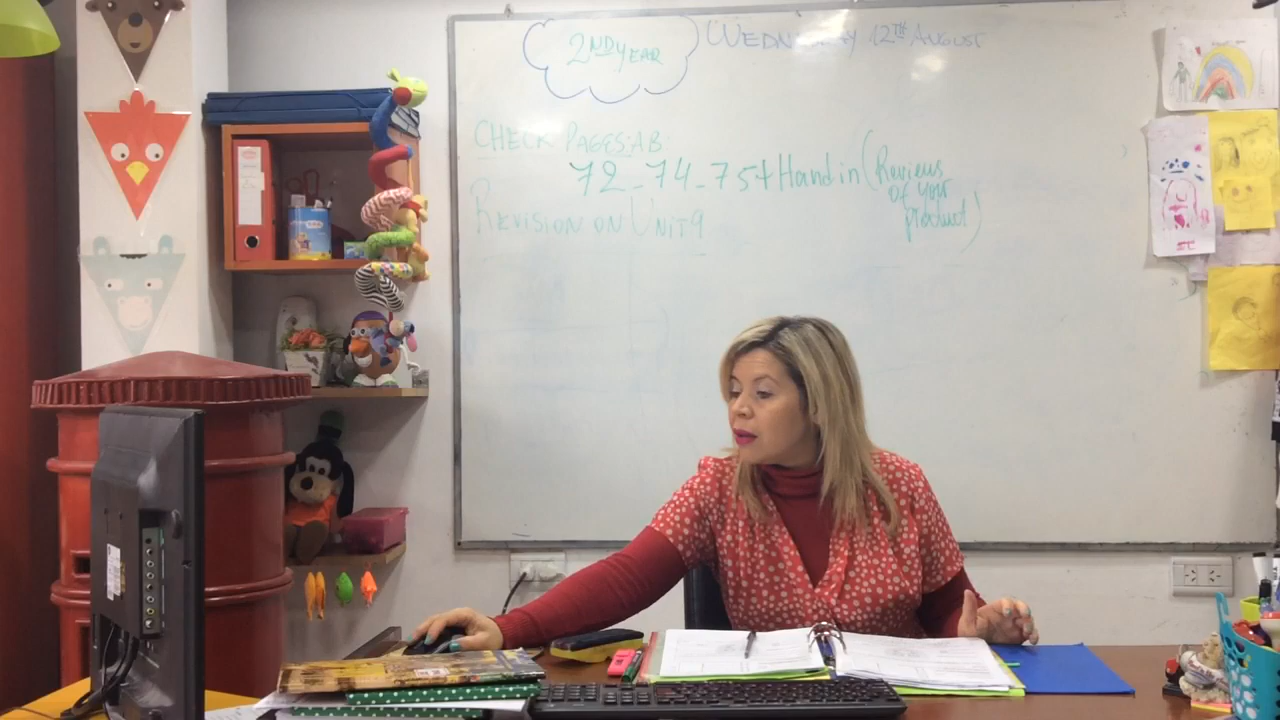 2ND YEAR
WEDNESDAY 12TH AUGUST
CHECK PAGES: AB:
72 - 74 - 75 + Hand in (Reviews
of your
product)
REVISION ON UNIT 9